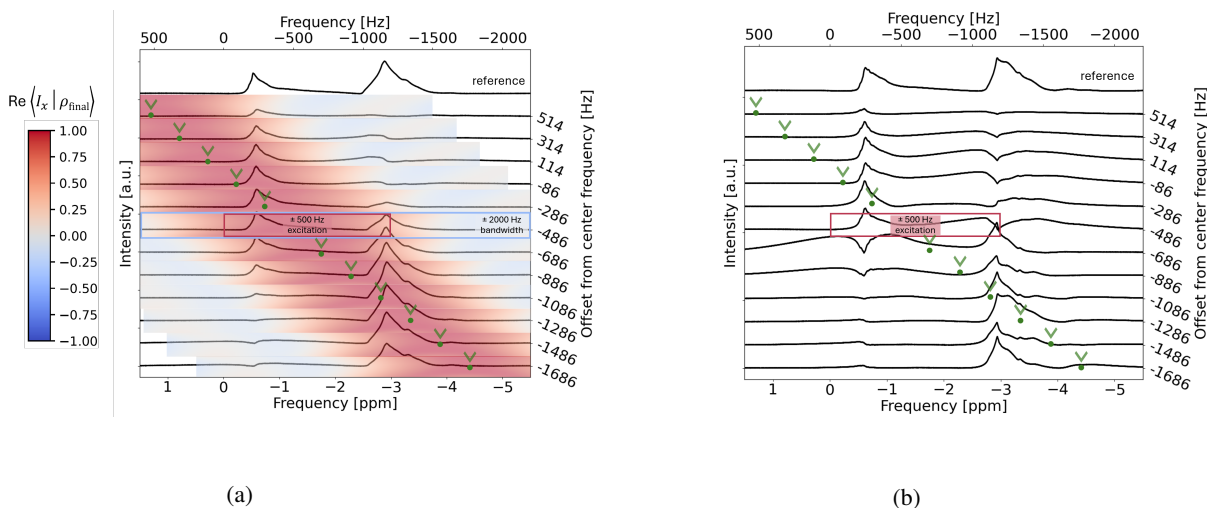 Frequency [Hz]
500 0 −500 −1000 −1500 −2000
reference
Re ⟨I_x | ρ_final⟩
1.00
0.75
0.50
0.25
0.00
−0.25
−0.50
−0.75
−1.00
Intensity [a.u.]
± 500 Hz
excitation
± 2000 Hz
bandwidth
514
314
114
-86
-286
-486
-686
-886
-1086
-1286
-1486
-1686
Offset from center frequency [Hz]
1 0 −1 −2 −3 −4 −5
Frequency [ppm]
(a)
Frequency [Hz]
500 0 −500 −1000 −1500 −2000
reference
Intensity [a.u.]
± 500 Hz
excitation
514
314
114
-86
-286
-486
-686
-886
-1086
-1286
-1486
-1686
Offset from center frequency [Hz]
1 0 −1 −2 −3 −4 −5
Frequency [ppm]
(b)